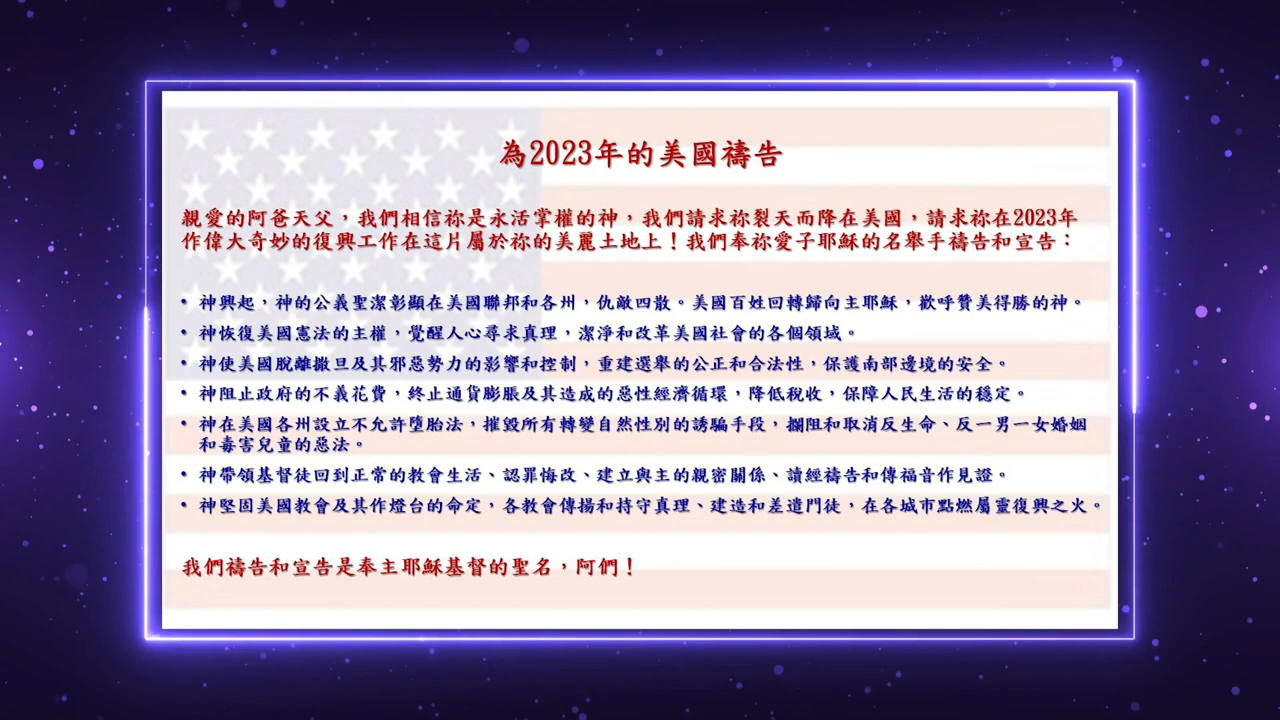 為2023年的美國禱告
親愛的阿爸天父，我們相信祢是永活掌權的神，我們請求祢裂天而降在美國，請求祢在2023年
作偉大奇妙的復興工作在這片屬於祢的美麗土地上！我們奉祢愛子耶穌的名舉手禱告和宣告：
• 神興起，神的公義聖潔彰顯在美國聯邦和各州，仇敵四散。美國百姓回轉歸向主耶穌，歡呼贊美得勝的神。
• 神恢復美國憲法的主權，覺醒人心尋求真理，潔淨和改革美國社會的各個領域。
• 神使美國脫離撒旦及其邪惡勢力的影響和控制，重建選舉的公正和合法性，保護南部邊境的安全。
• 神阻止政府的不義花費，終止通貨膨脹及其造成的惡性經濟循環，降低稅收，保障人民生活的穩定。
• 神在美國各州設立不允許墮胎法，摧毀所有轉變自然性別的誘騙手段，攔阻和取消反生命、反一男一女婚姻
和毒害兒童的惡法。
• 神帶領基督徒回到正常的教會生活、認罪悔改、建立與主的親密關係、讀經禱告和傳福音作見證。
• 神堅固美國教會及其作燈台的命定，各教會傳揚和持守真理、建造和差遣門徒，在各城市點燃屬靈復興之火。
我們禱告和宣告是奉主耶穌基督的聖名，阿們！